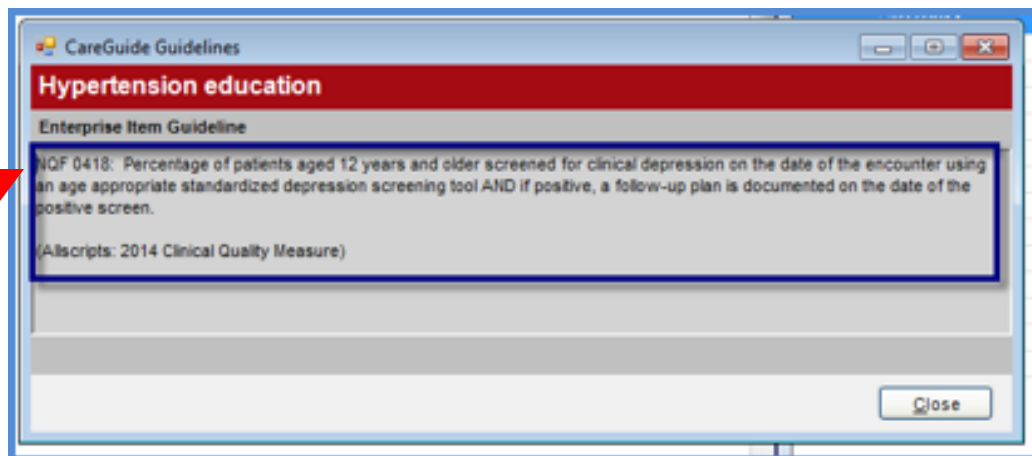 CareGuide Guidelines
Hypertension education
Enterprise Item Guideline
NQF 0418:  Percentage of patients aged 12 years and older screened for clinical depression on the date of the encounter using
an age appropriate standardized depression screening tool AND if positive, a follow-up plan is documented on the date of the
positive screen.
(Allscripts: 2014 Clinical Quality Measure)
Close